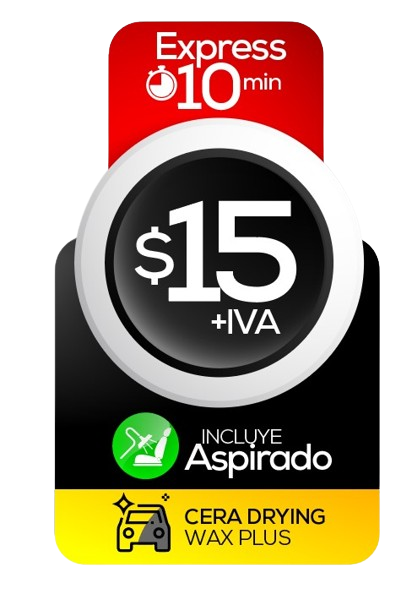 Express
10 min
$15
+IVA
INCLUYE
Aspirado
CERA DRYING
WAX PLUS